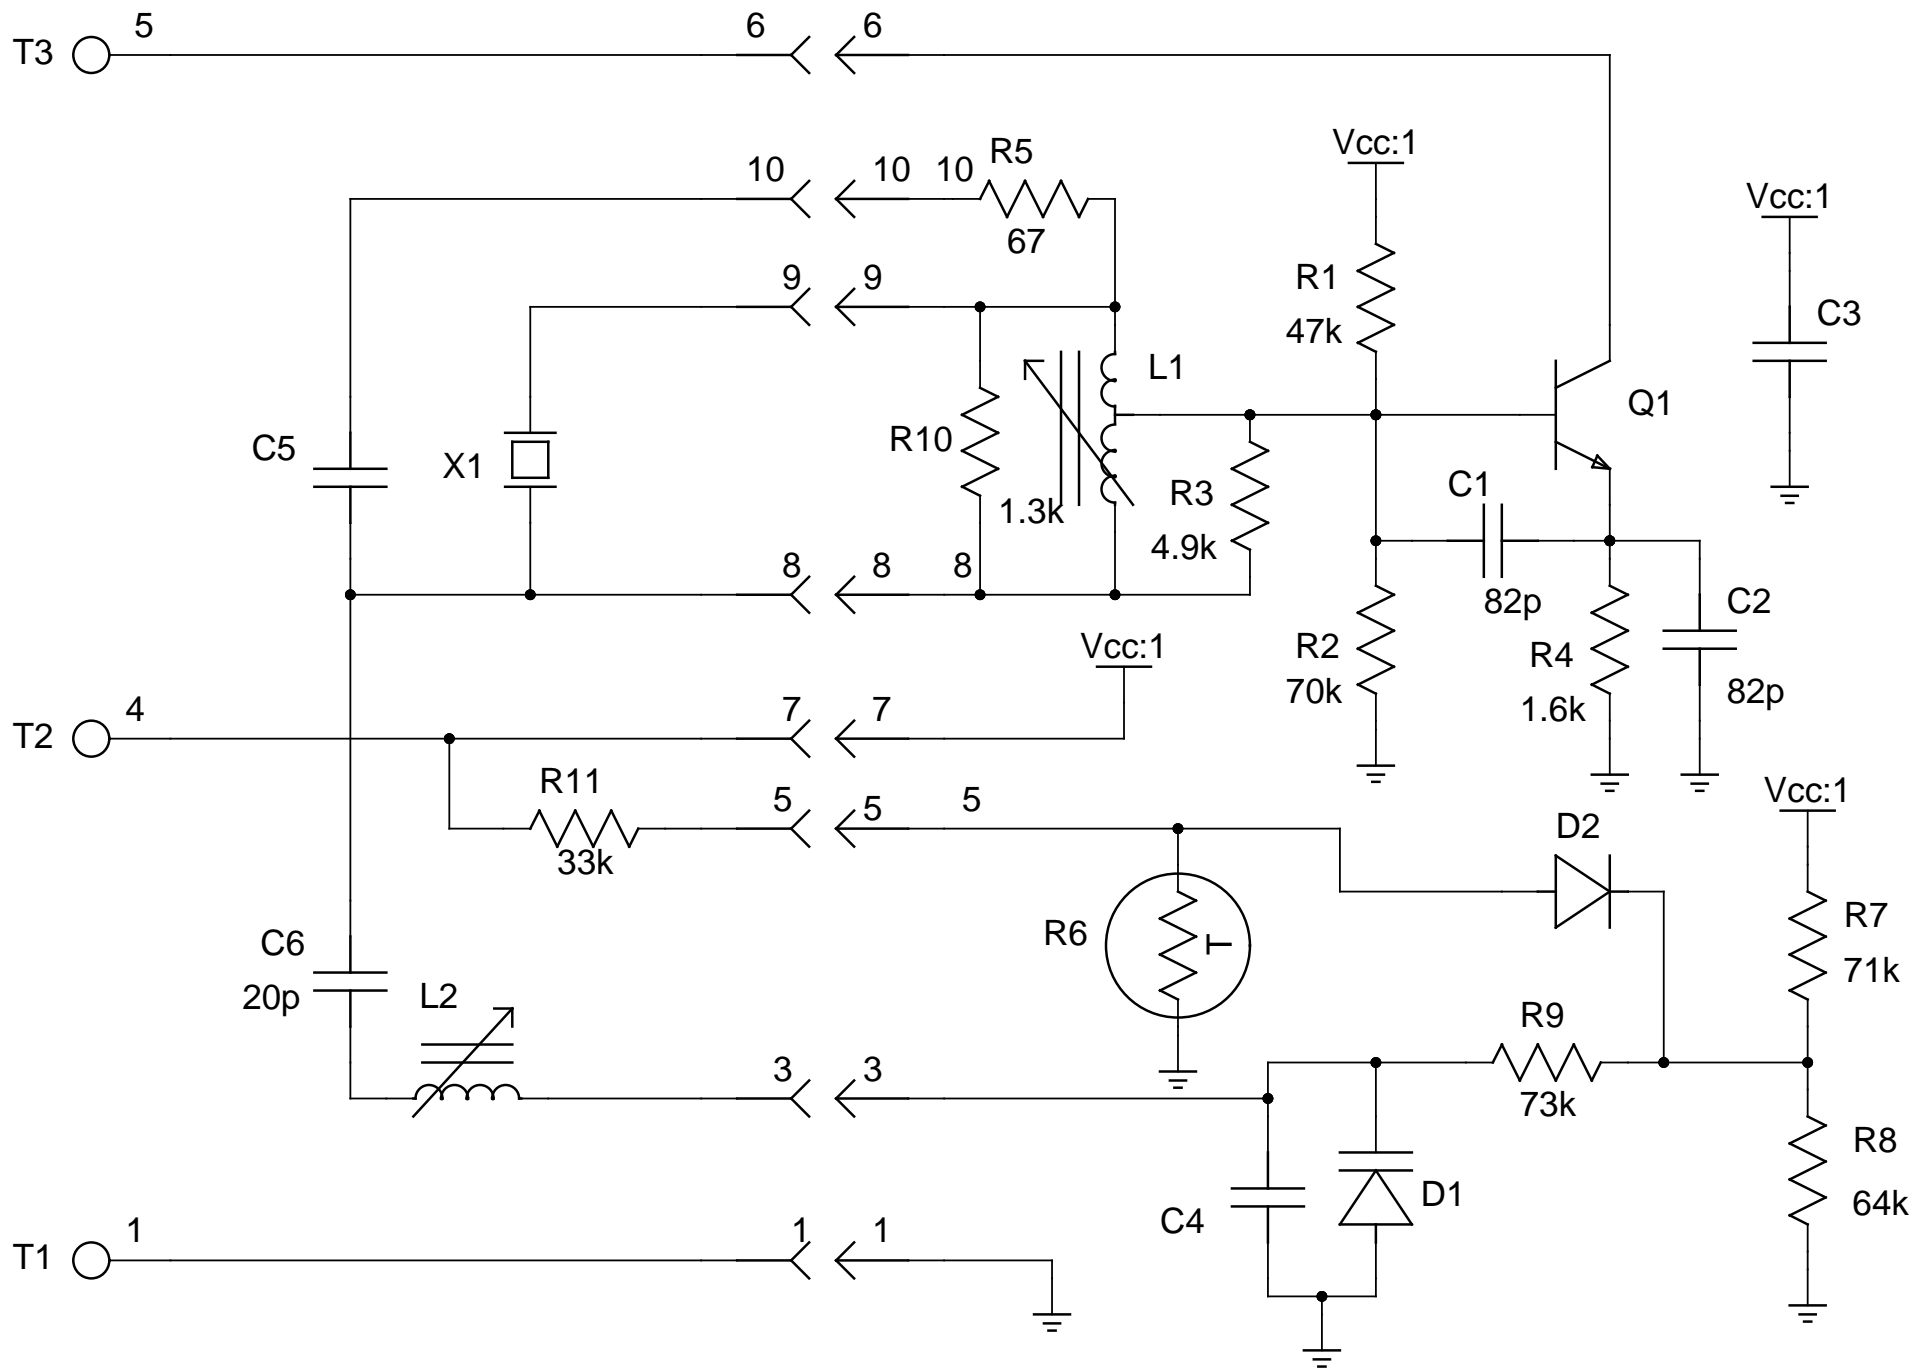 T3 5 6 6
Vcc:1
10 10 10 R5
67
Vcc:1
9 9
R1
47k
C3
L1
Q1
C5
X1
R10
1.3k
R3
4.9k
C1
82p
8 8 8
C2
82p
R2
70k
R4
1.6k
Vcc:1
T2 4 7 7
R11
33k
5 5 5
Vcc:1
D2
R6
T
R7
71k
C6
20p
L2
R9
73k
3 3
R8
64k
C4
D1
T1 1 1 1